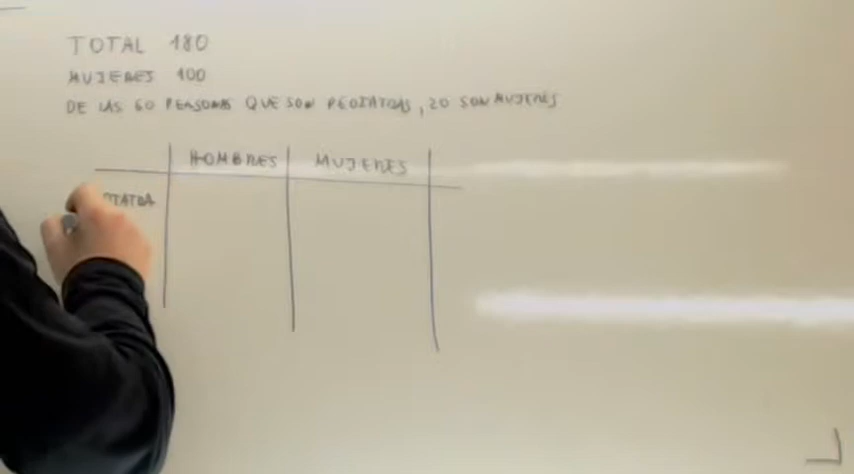 TOTAL 180
MUJERES 100
DE LAS 60 PERSONAS QUE SON PEDIATRAS, 20 SON MUJERES
HOMBRES MUJERES